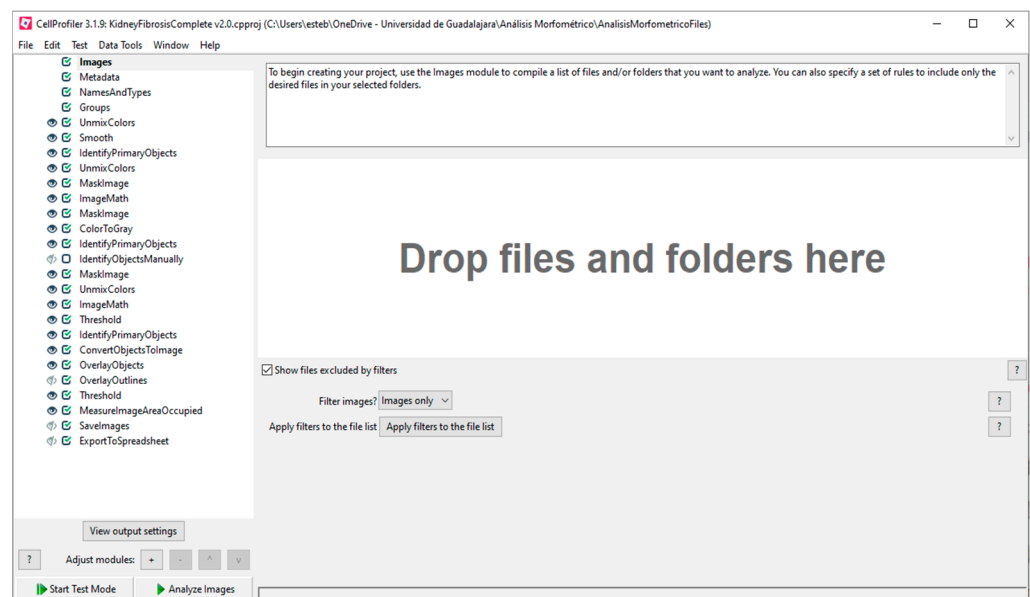 CellProfiler 3.1.9: KidneyFibrosisComplete v2.0.cpproj (C:\Users\esteb\OneDrive - Universidad de Guadalajara\Análisis Morfométrico\AnalisisMorfometricoFiles)
File Edit Test Data Tools Window Help
Images
Metadata
NamesAndTypes
Groups
UnmixColors
Smooth
IdentifyPrimaryObjects
UnmixColors
MaskImage
ImageMath
MaskImage
ColorToGray
IdentifyPrimaryObjects
IdentifyObjectsManually
MaskImage
UnmixColors
ImageMath
Threshold
IdentifyPrimaryObjects
ConvertObjectsToImage
OverlayObjects
OverlayOutlines
Threshold
MeasureImageAreaOccupied
SaveImages
ExportToSpreadsheet
View output settings
? Adjust modules: + - ^ v
Start Test Mode Analyze Images
To begin creating your project, use the Images module to compile a list of files and/or folders that you want to analyze. You can also specify a set of rules to include only the
desired files in your selected folders.
Drop files and folders here
Show files excluded by filters ?
Filter images? Images only ?
Apply filters to the file list Apply filters to the file list ?